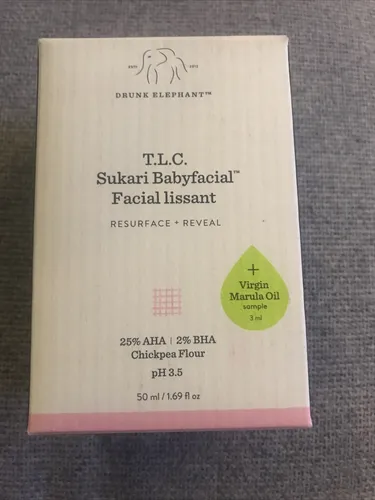 DRUNK ELEPHANT™
T.L.C.
Sukari Babyfacial™
Facial lissant
RESURFACE + REVEAL
+
Virgin
Marula Oil
sample
3 ml
25% AHA | 2% BHA
Chickpea Flour
pH 3.5
50 ml / 1.69 fl oz